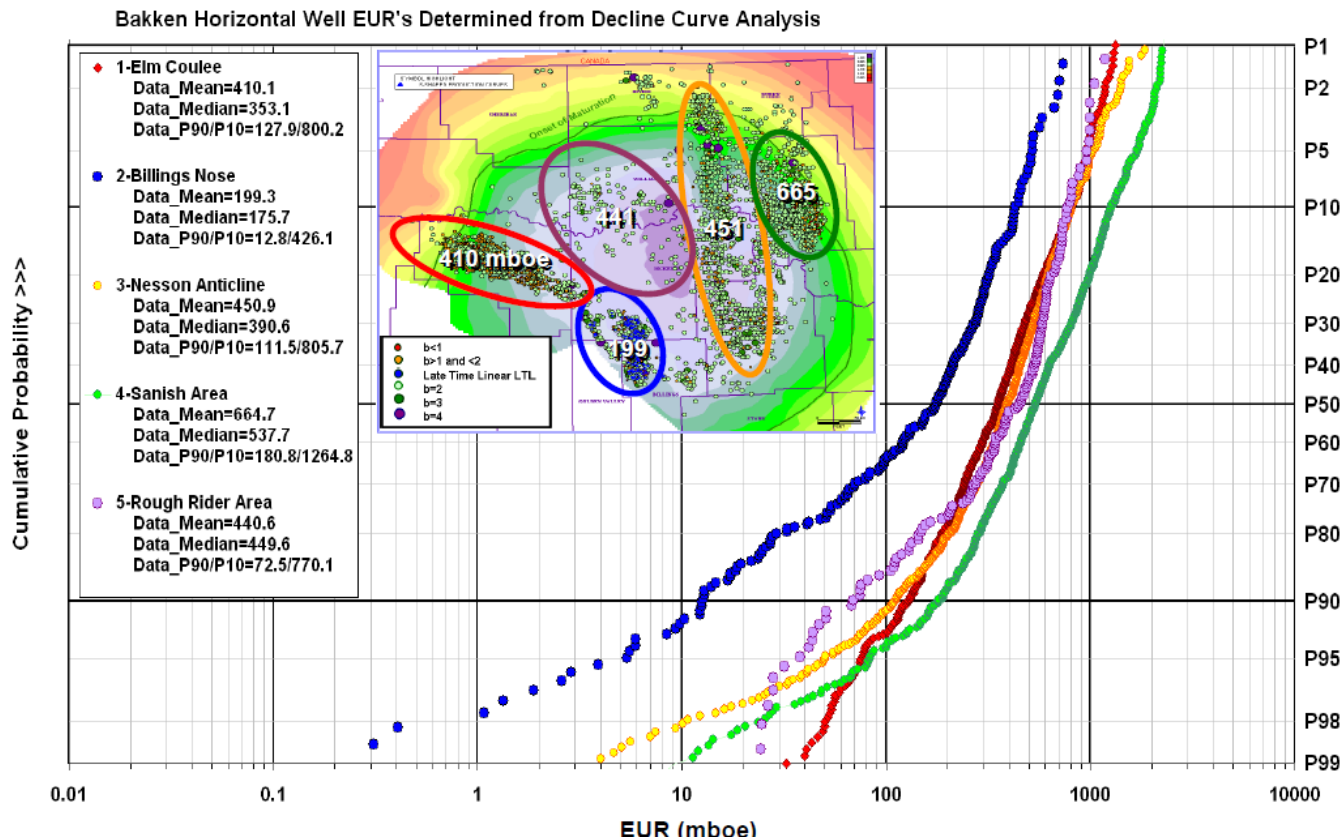 Bakken Horizontal Well EUR's Determined from Decline Curve Analysis
1-Elm Coulee
Data_Mean=410.1
Data_Median=353.1
Data_P90/P10=127.9/800.2
2-Billings Nose
Data_Mean=199.3
Data_Median=175.7
Data_P90/P10=12.8/426.1
3-Nesson Anticline
Data_Mean=450.9
Data_Median=390.6
Data_P90/P10=111.5/805.7
4-Sanish Area
Data_Mean=664.7
Data_Median=537.7
Data_P90/P10=180.8/1264.8
5-Rough Rider Area
Data_Mean=440.6
Data_Median=449.6
Data_P90/P10=72.5/770.1
CANADA
Onset of Maturation
665
441
451
410 mboe
199
b<1
b>1 and <2
Late Time Linear LTL
b=2
b=3
b=4
P1
P2
P5
P10
P20
P30
P40
P50
P60
P70
P80
P90
P95
P98
P99
Cumulative Probability >>>
0.01
0.1
1
10
100
1000
10000
EUR (mboe)